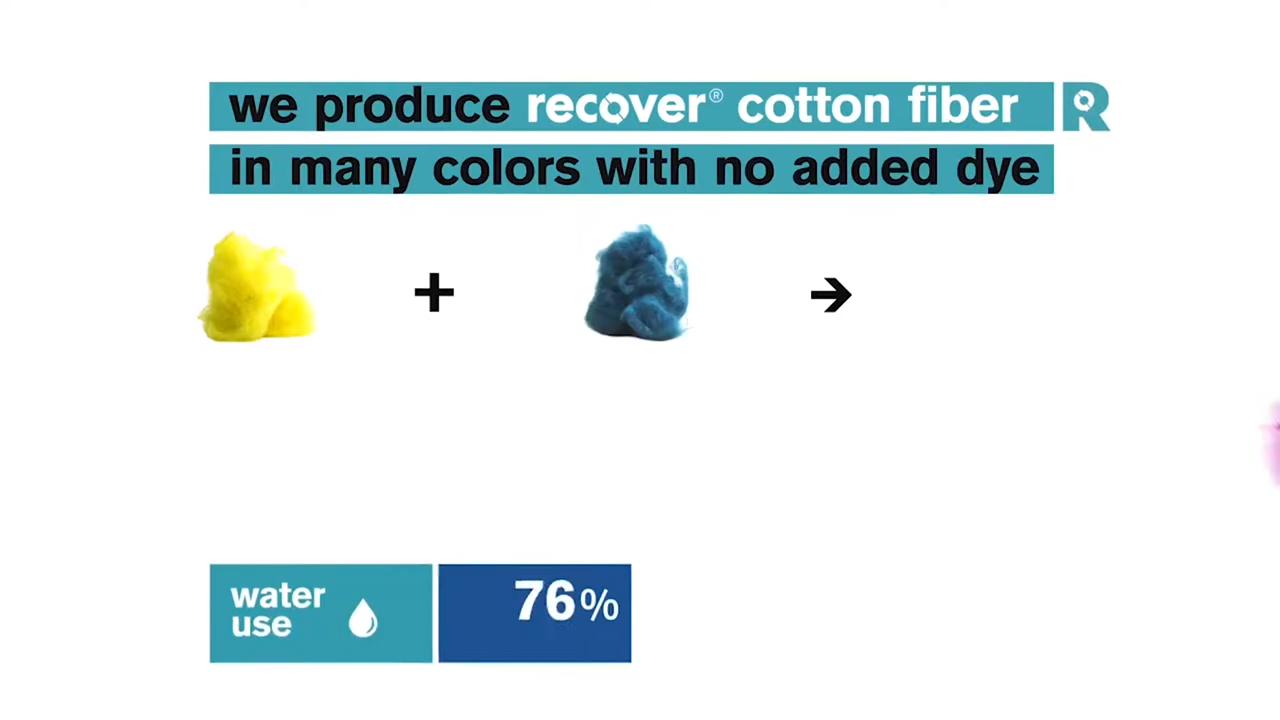 we produce recover® cotton fiber R
in many colors with no added dye
+ →
water
use
76%